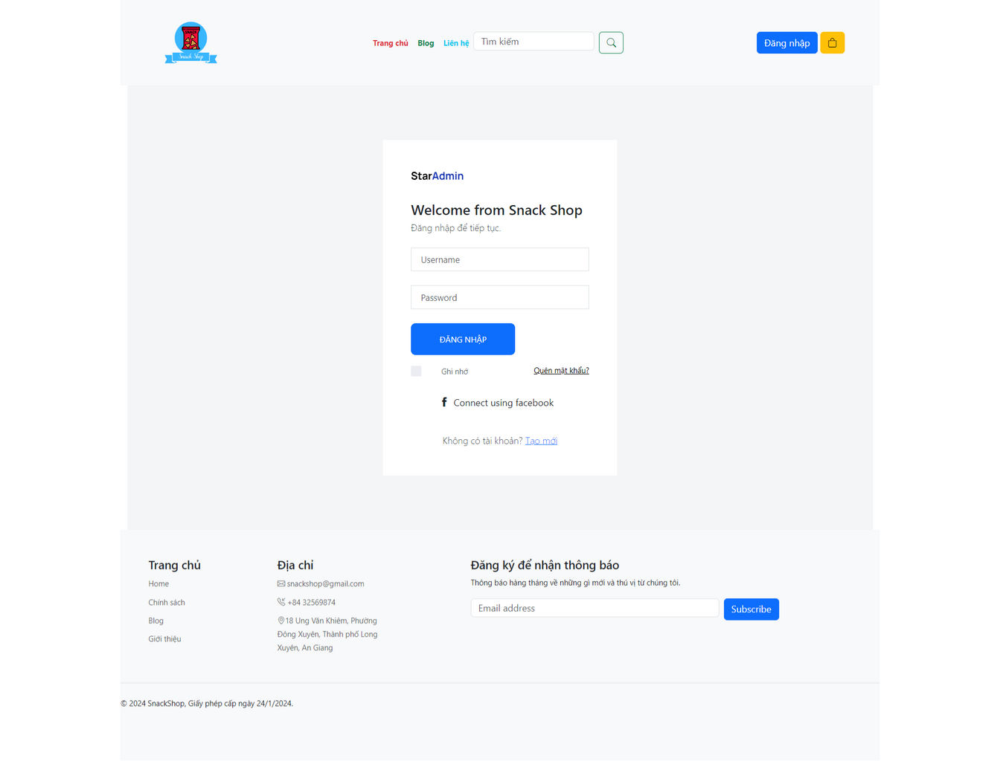 SNACK
Snack Shop
Trang chủ
Blog
Liên hệ
Tìm kiếm
Đăng nhập
StarAdmin
Welcome from Snack Shop
Đăng nhập để tiếp tục.
Username
Password
ĐĂNG NHẬP
Ghi nhớ
Quên mật khẩu?
Connect using facebook
Không có tài khoản? Tạo mới
Trang chủ
Home
Chính sách
Blog
Giới thiệu
Địa chỉ
snackshop@gmail.com
+84 32569874
18 Ung Văn Khiêm, Phường
Đông Xuyên, Thành phố Long
Xuyên, An Giang
Đăng ký để nhận thông báo
Thông báo hàng tháng về những gì mới và thú vị từ chúng tôi.
Email address
Subscribe
© 2024 SnackShop, Giấy phép cấp ngày 24/1/2024.